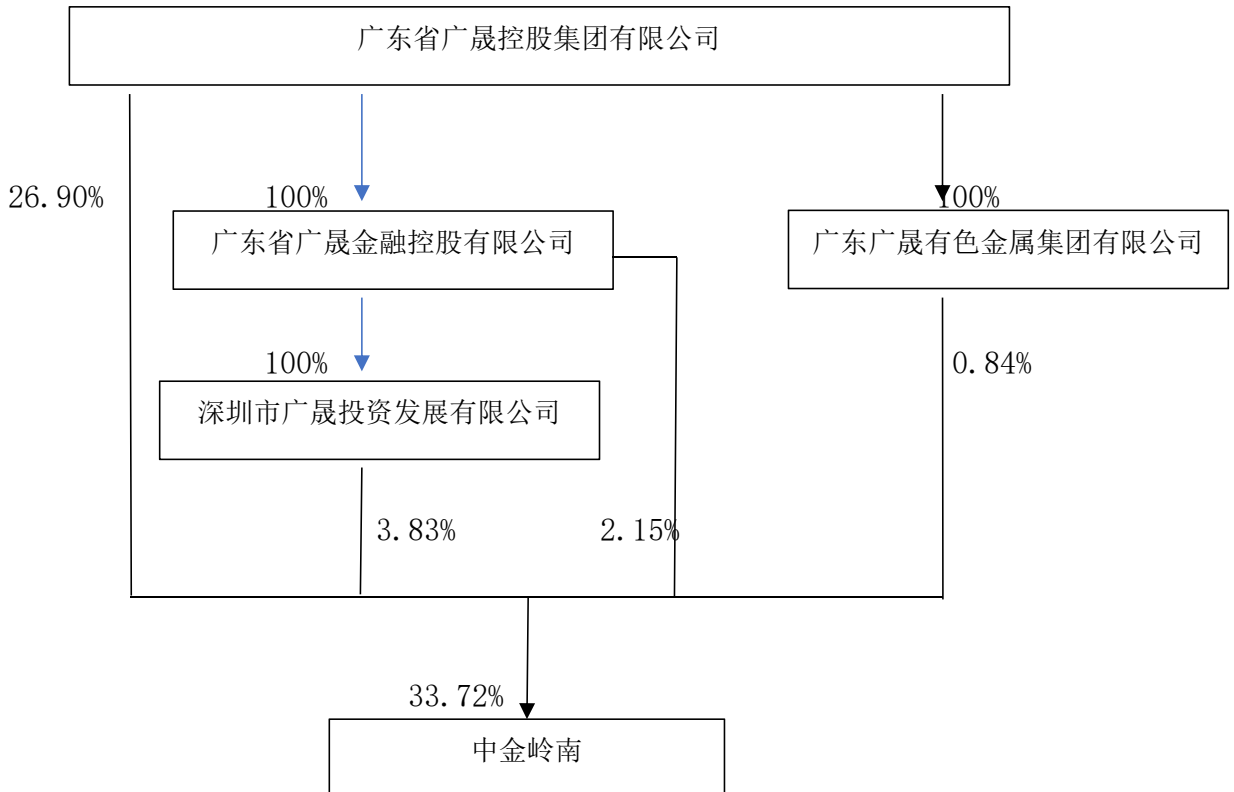 广东省广晟控股集团有限公司
26.90%
100%
100%
广东省广晟金融控股有限公司
广东广晟有色金属集团有限公司
100%
0.84%
深圳市广晟投资发展有限公司
3.83%
2.15%
33.72%
中金岭南